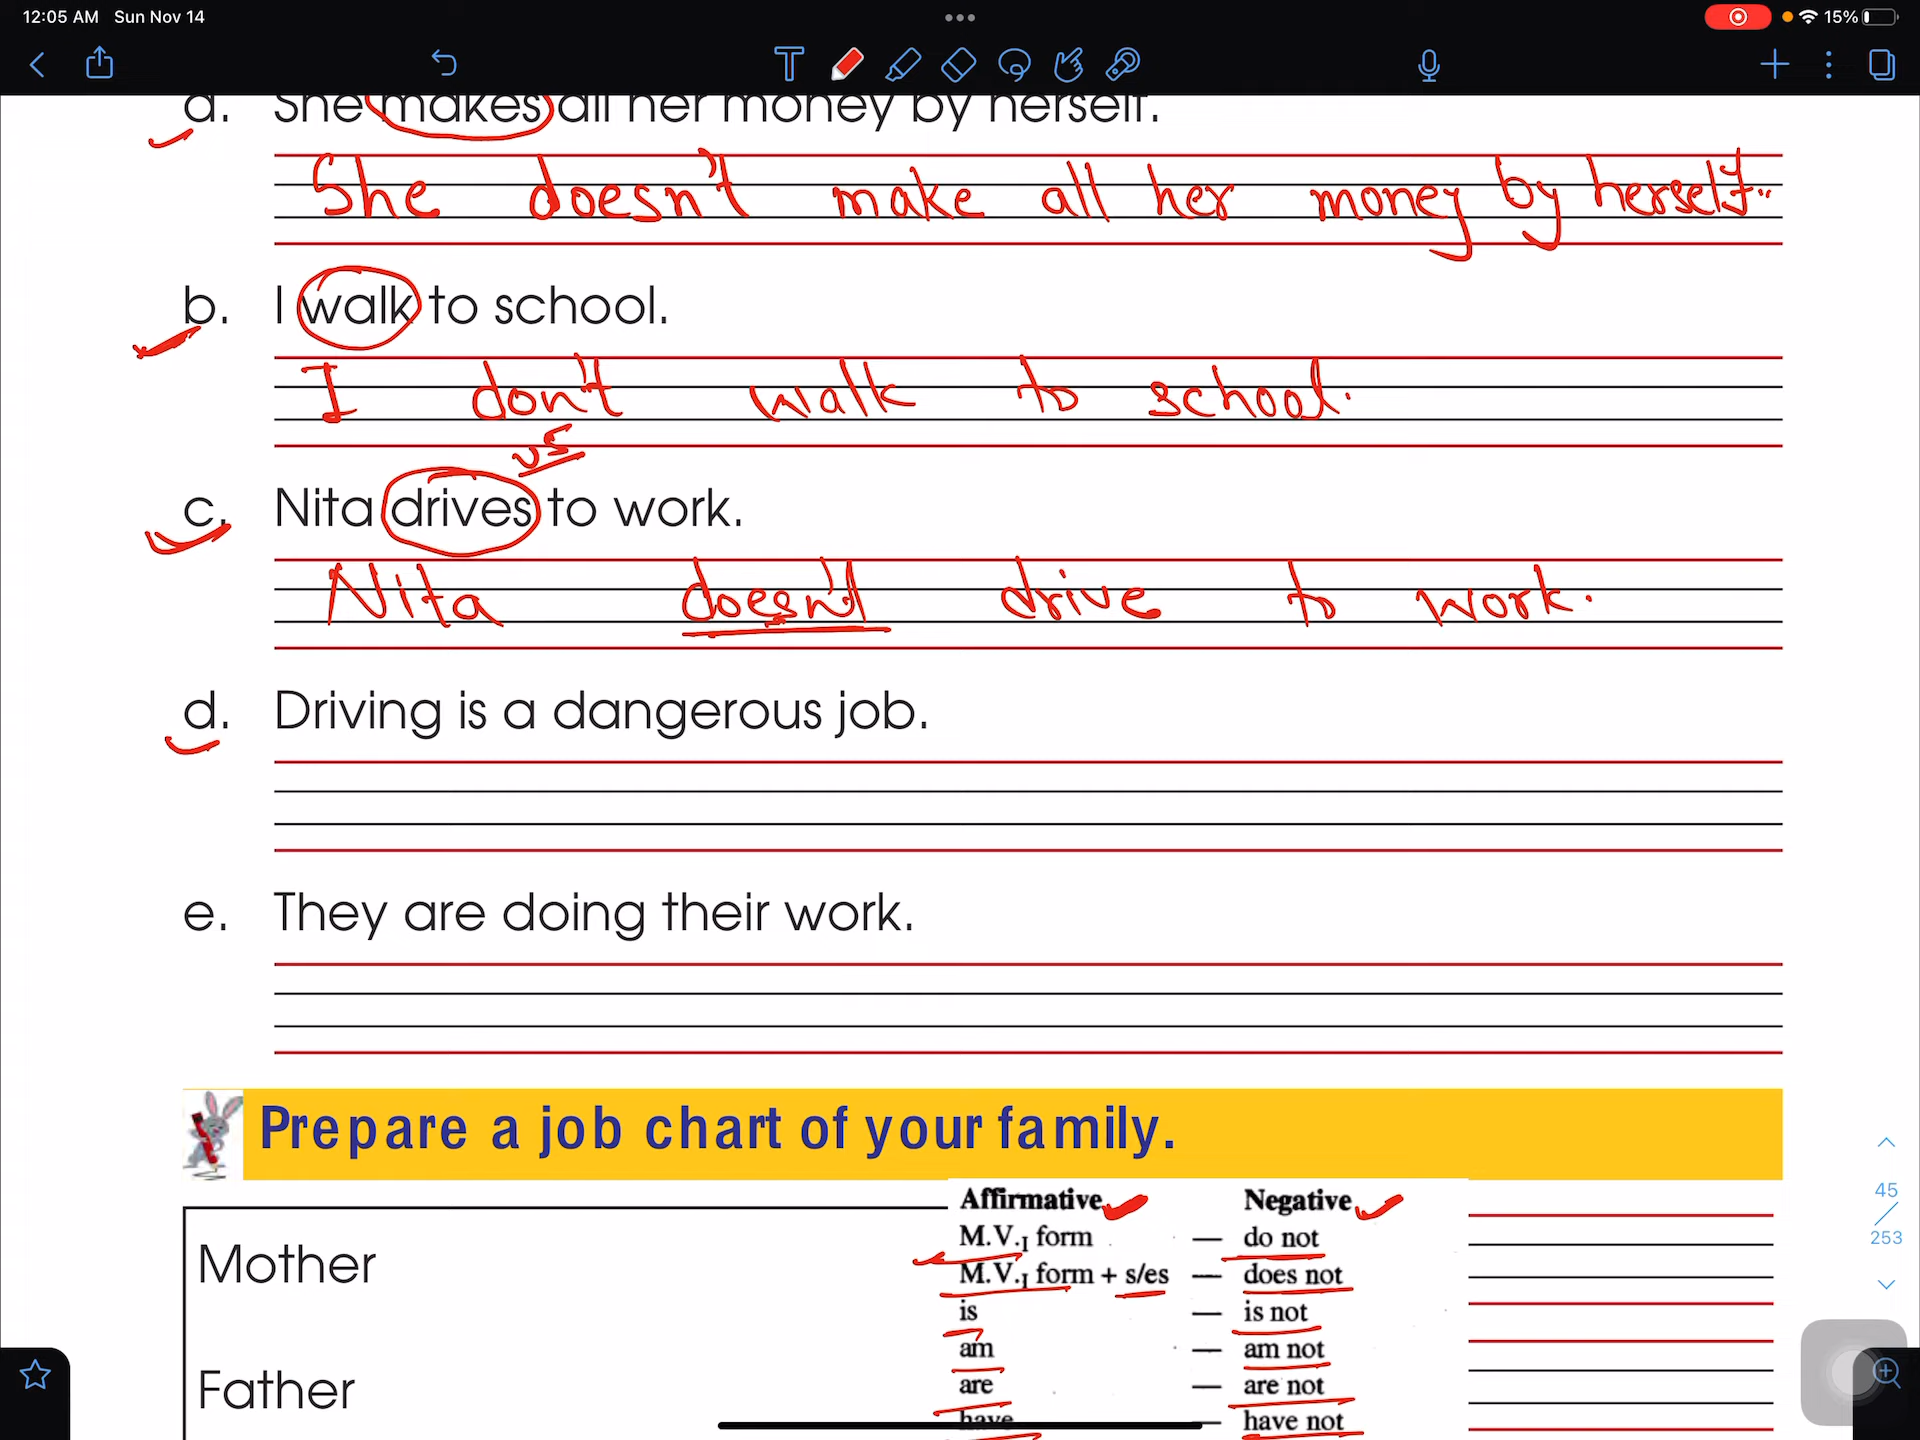 12:05 AM Sun Nov 14
15%
a. She makes all her money by herself.
She doesn't make all her money by herself.
b. I walk to school.
I don't walk to school.
v5
c. Nita drives to work.
Nita doesn't drive to work.
d. Driving is a dangerous job.
e. They are doing their work.
Prepare a job chart of your family.
Affirmative Negative
M.V.I form — do not
M.V.I form + s/es — does not
is — is not
am — am not
are — are not
have — have not
Mother
Father
45
253